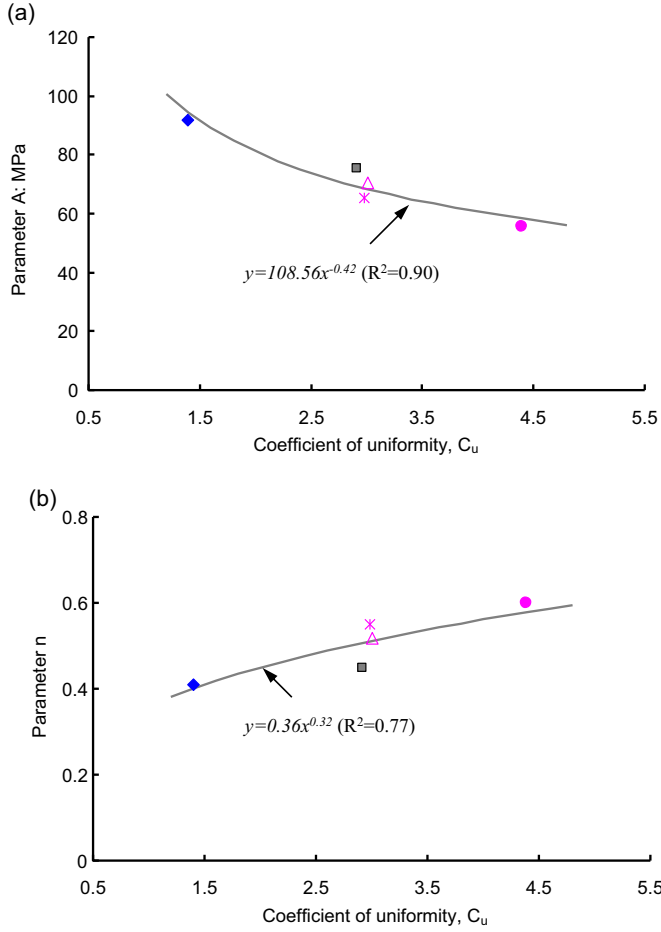 (a)
120
100
80
60
40
20
0
Parameter A: MPa
y=108.56x^-0.42 (R²=0.90)
0.5 1.5 2.5 3.5 4.5 5.5
Coefficient of uniformity, Cᵤ
(b)
0.8
0.6
0.4
0.2
0
Parameter n
y=0.36x^0.32 (R²=0.77)
0.5 1.5 2.5 3.5 4.5 5.5
Coefficient of uniformity, Cᵤ